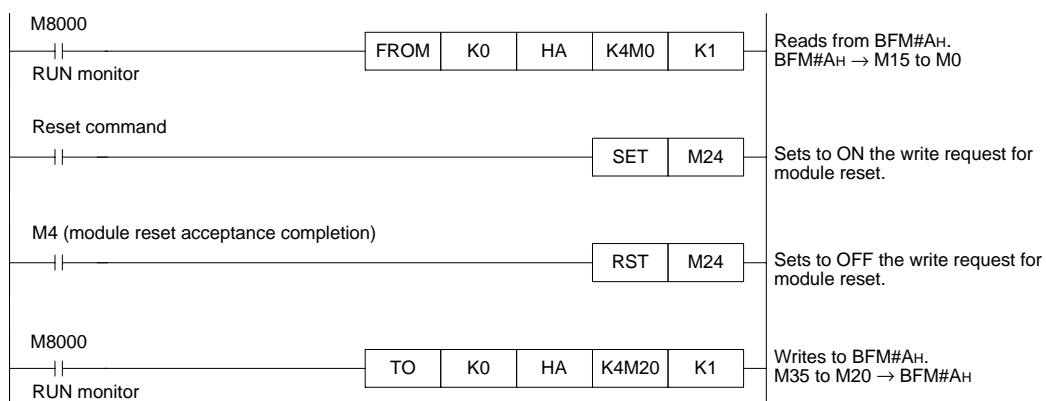 M8000
FROM K0 HA K4M0 K1
Reads from BFM#AH.
BFM#AH → M15 to M0
RUN monitor
Reset command
SET M24
Sets to ON the write request for
module reset.
M4 (module reset acceptance completion)
RST M24
Sets to OFF the write request for
module reset.
M8000
TO K0 HA K4M20 K1
Writes to BFM#AH.
M35 to M20 → BFM#AH
RUN monitor